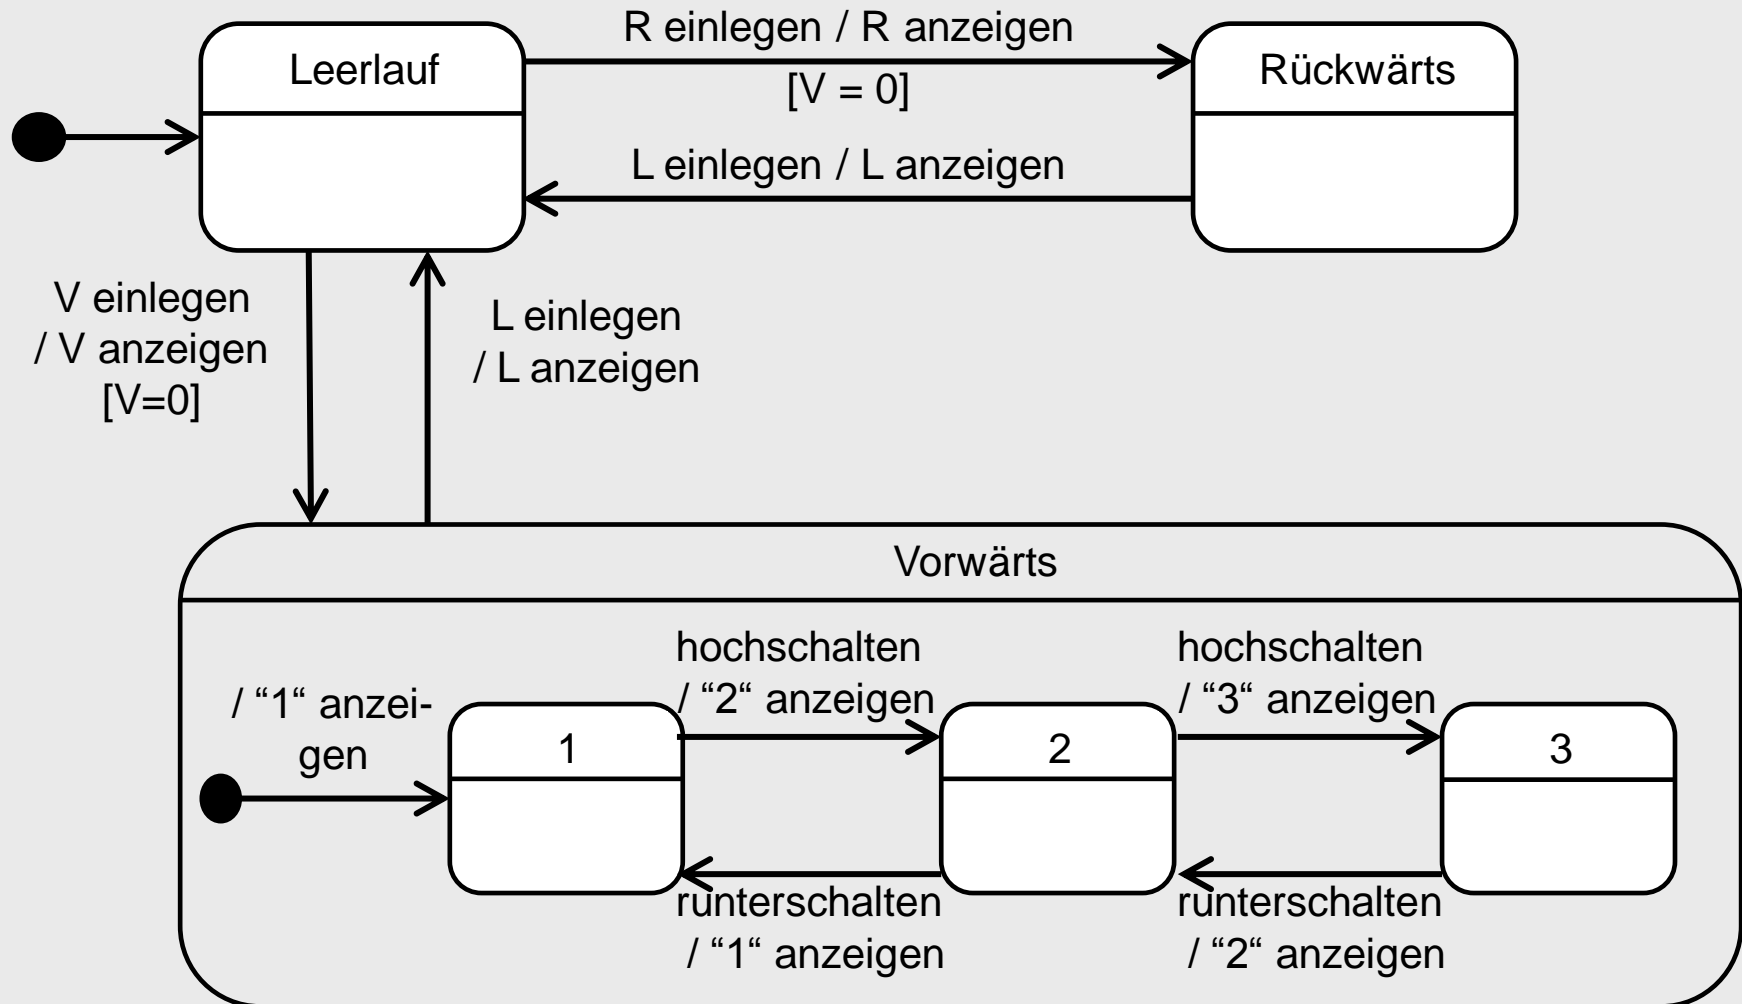 R einlegen / R anzeigen
[V = 0]
Leerlauf
Rückwärts
L einlegen / L anzeigen
V einlegen
/ V anzeigen
[V=0]
L einlegen
/ L anzeigen
Vorwärts
/ “1“ anzei-
gen
hochschalten
/ “2“ anzeigen
hochschalten
/ “3“ anzeigen
1
2
3
runterschalten
/ “1“ anzeigen
runterschalten
/ “2“ anzeigen